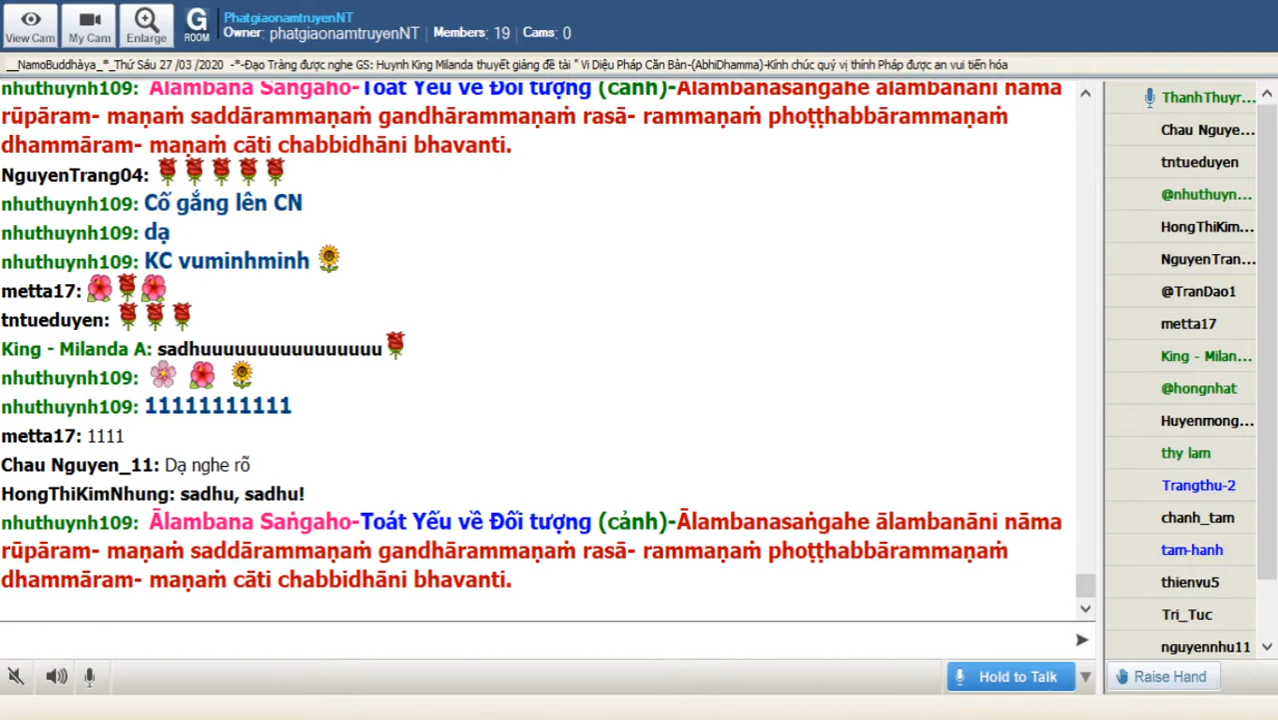 View Cam
My Cam
Enlarge
G
ROOM
PhatgiaonamtruyenNT
Owner: phatgiaonamtruyenNT | Members: 19 | Cams: 0
__NamoBuddhàya_*_Thứ Sáu 27 /03 /2020 -*-Đạo Tràng được nghe GS: Huynh King Milanda thuyết giảng đề tài " Vi Diệu Pháp Căn Bản-(AbhiDhamma)-Kính chúc quý vị thính Pháp được an vui tiến hóa
nhuthuynh109: Ālambana Saṅgaho-Toát Yếu về Đối tượng (cảnh)-Ālambanasaṅgahe ālambanāni nāma
rūpāram- maṇaṁ saddārammaṇaṁ gandhārammaṇaṁ rasā- rammaṇaṁ phoṭṭhabbārammaṇaṁ
dhammāram- maṇaṁ cāti chabbidhāni bhavanti.
NguyenTrang04:
nhuthuynh109: Cố gắng lên CN
nhuthuynh109: dạ
nhuthuynh109: KC vuminhminh
metta17:
tntueduyen:
King - Milanda A: sadhuuuuuuuuuuuuuuuu
nhuthuynh109:
nhuthuynh109: 11111111111
metta17: 1111
Chau Nguyen_11: Dạ nghe rõ
HongThiKimNhung: sadhu, sadhu!
nhuthuynh109: Ālambana Saṅgaho-Toát Yếu về Đối tượng (cảnh)-Ālambanasaṅgahe ālambanāni nāma
rūpāram- maṇaṁ saddārammaṇaṁ gandhārammaṇaṁ rasā- rammaṇaṁ phoṭṭhabbārammaṇaṁ
dhammāram- maṇaṁ cāti chabbidhāni bhavanti.
ThanhThuyr...
Chau Nguye...
tntueduyen
@nhuthuyn...
HongThiKim...
NguyenTran...
@TranDao1
metta17
King - Milan...
@hongnhat
Huyenmong...
thy lam
Trangthu-2
chanh_tam
tam-hanh
thienvu5
Tri_Tuc
nguyennhu11
Hold to Talk
Raise Hand